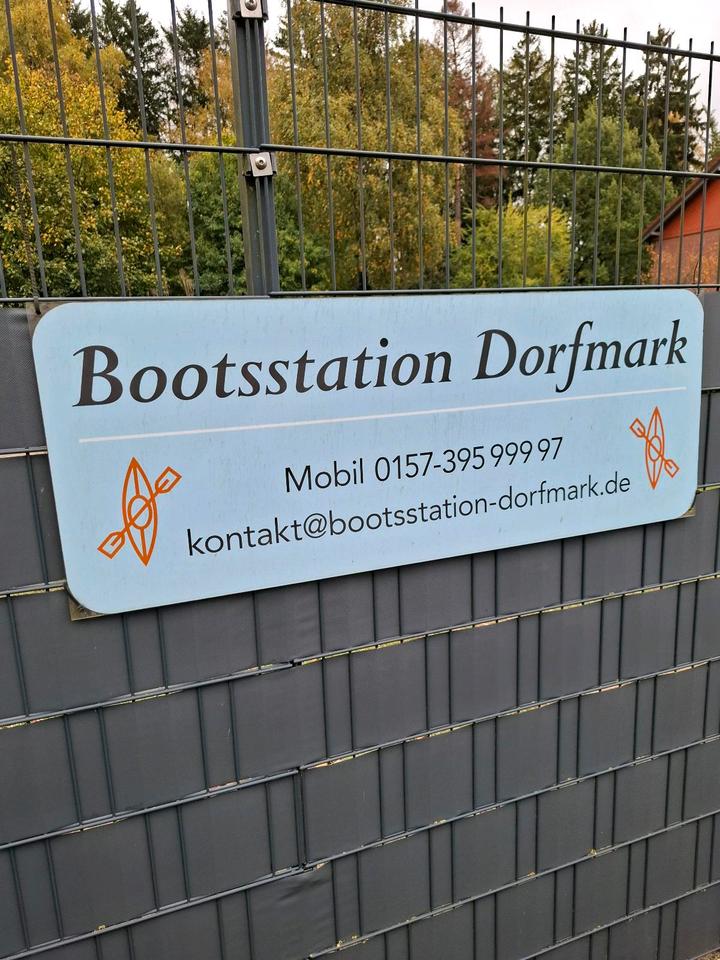 Bootsstation Dorfmark
Mobil 0157-395 999 97
kontakt@bootsstation-dorfmark.de